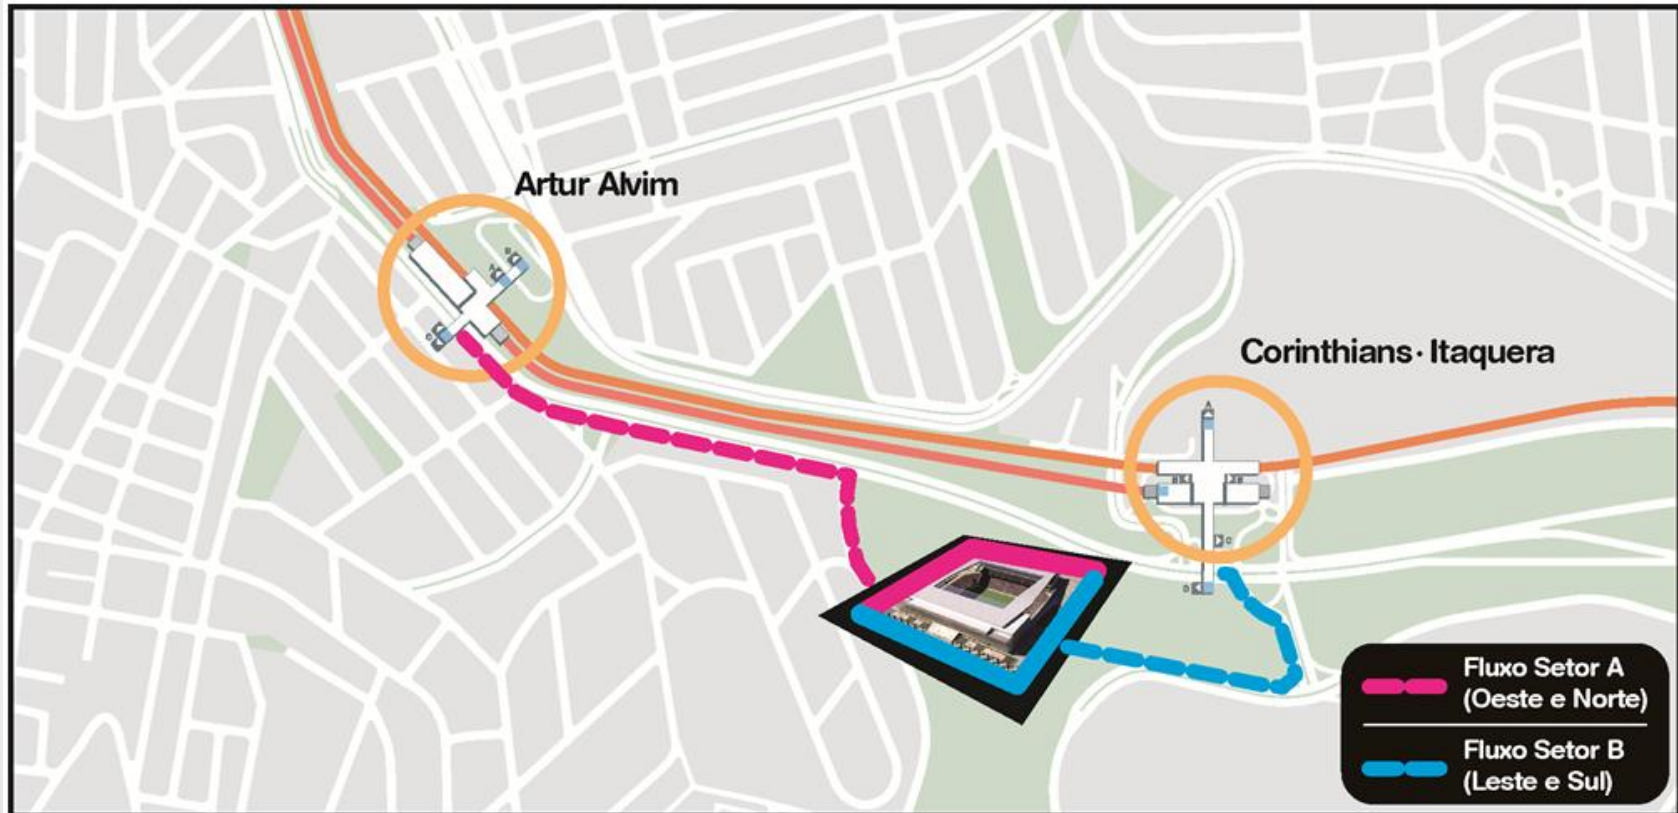 Artur Alvim
Corinthians · Itaquera
A
Fluxo Setor A
(Oeste e Norte)
Fluxo Setor B
(Leste e Sul)